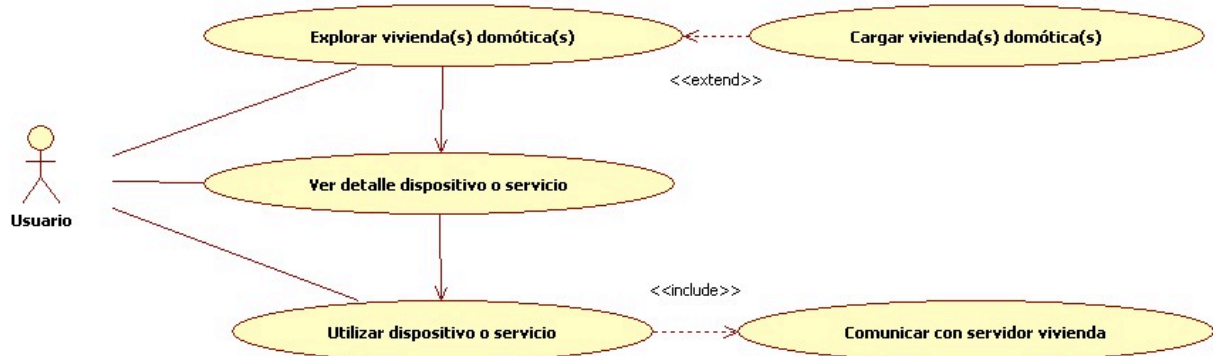 Explorar vivienda(s) domótica(s)
Cargar vivienda(s) domótica(s)
<<extend>>
Usuario
Ver detalle dispositivo o servicio
<<include>>
Utilizar dispositivo o servicio
Comunicar con servidor vivienda